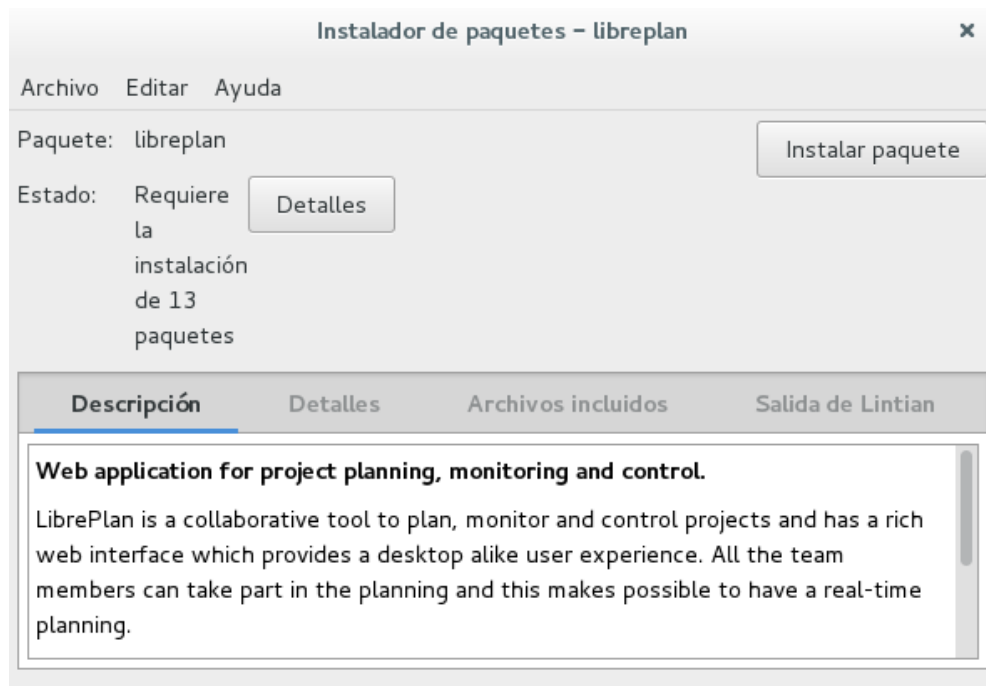 Instalador de paquetes – libreplan ×
Archivo Editar Ayuda
Paquete: libreplan
Instalar paquete
Estado: Requiere
la
instalación
de 13
paquetes
Detalles
Descripción Detalles Archivos incluidos Salida de Lintian
Web application for project planning, monitoring and control.
LibrePlan is a collaborative tool to plan, monitor and control projects and has a rich
web interface which provides a desktop alike user experience. All the team
members can take part in the planning and this makes possible to have a real-time
planning.